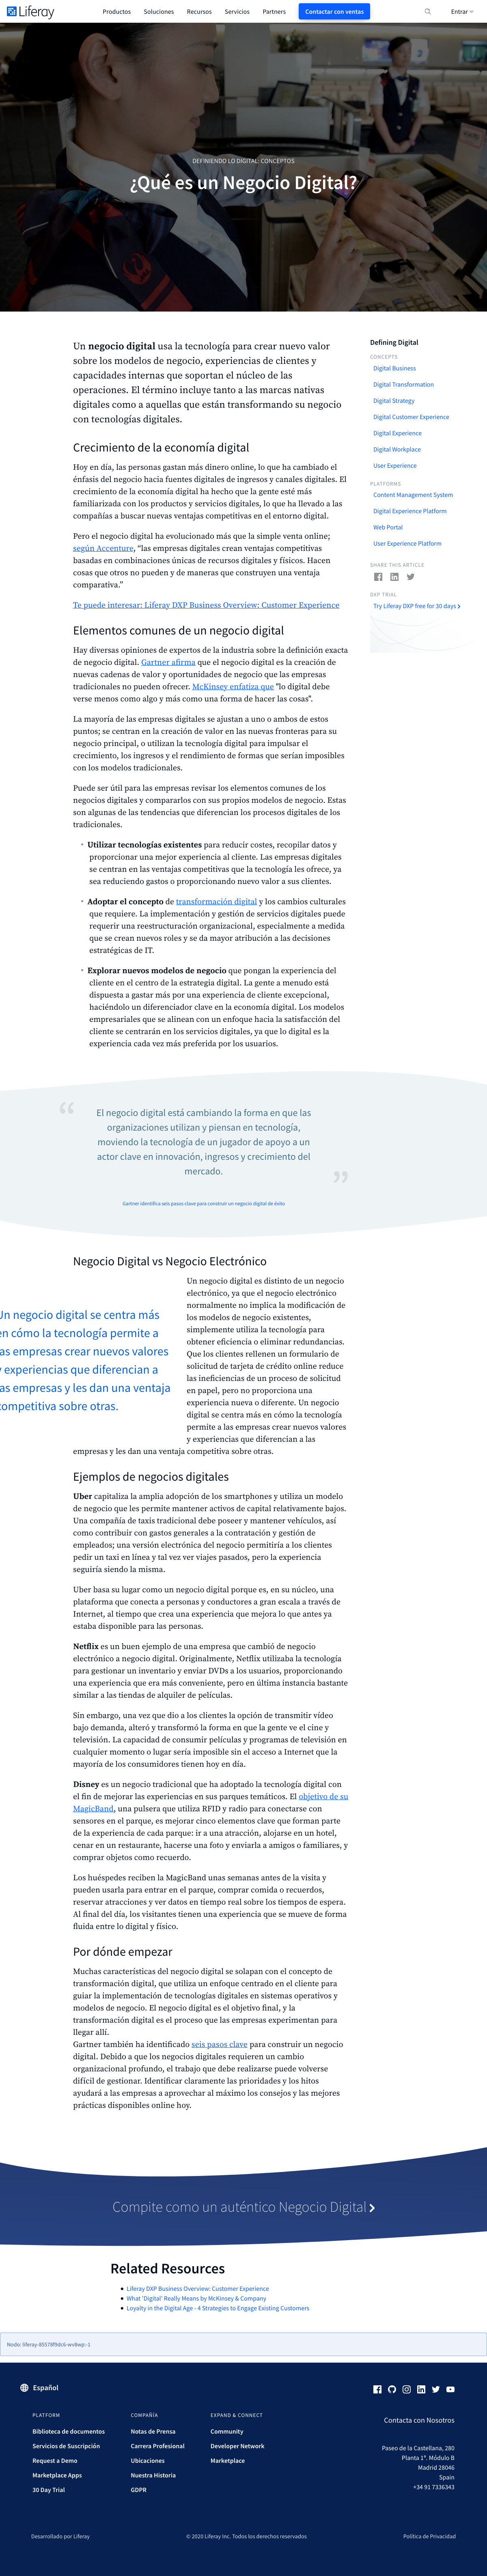 Liferay
Productos
Soluciones
Recursos
Servicios
Partners
Contactar con ventas
Entrar
DEFINIENDO LO DIGITAL: CONCEPTOS
¿Qué es un Negocio Digital?
Un negocio digital usa la tecnología para crear nuevo valor
sobre los modelos de negocio, experiencias de clientes y
capacidades internas que soportan el núcleo de las
operaciones. El término incluye tanto a las marcas nativas
digitales como a aquellas que están transformando su negocio
con tecnologías digitales.
Crecimiento de la economía digital
Hoy en día, las personas gastan más dinero online, lo que ha llevado a los
expertos a dirigir su enfoque hacia ingresos de ingresos y canales digitales. El
crecimiento de la economía digital ha hecho que la gente esté más
familiarizada con los productos y servicios digitales, lo que ha llevado a las
compañías a buscar nuevas ventajas competitivas en el entorno digital.
Pero el negocio digital ha evolucionado más que la simple venta online;
según Accenture, “las empresas digitales crean ventajas competitivas
basadas en combinaciones únicas de recursos digitales y físicos. Hacen
cosas que otros no pueden y de esta forma construyen una ventaja
comparativa.”
Te puede interesar: Liferay DXP Business Overview: Customer Experience
Elementos comunes de un negocio digital
Hay diversas opiniones de expertos de la industria sobre la definición exacta
de negocio digital. Gartner afirma que el negocio digital es la creación de
nuevas cadenas de valor y oportunidades de negocio que las empresas
tradicionales no pueden ofrecer. McKinsey enfatiza que "lo digital debe
verse menos como algo y más como una forma de hacer las cosas".
La mayoría de las empresas digitales se ajustan a uno o ambos de estos
puntos; se centran en la creación de valor en las nuevas fronteras para su
negocio principal, o utilizan la tecnología digital para impulsar el
crecimiento, los ingresos y el rendimiento de formas que serían imposibles
con los modelos tradicionales.
Puede ser útil para las empresas revisar los elementos comunes de los
negocios digitales y compararlos con sus propios modelos de negocio. Estas
son algunas de las tendencias que diferencian los procesos digitales de los
tradicionales.
Utilizar tecnologías existentes para reducir costes, recopilar datos y
proporcionar una mejor experiencia al cliente. Las empresas digitales
se centran en las ventajas competitivas que la tecnología les ofrece, ya
sea reduciendo gastos o proporcionando nuevo valor a sus clientes.
Adoptar el concepto de transformación digital y los cambios culturales
que requiere. La implementación y gestión de servicios digitales puede
requerir una reestructuración organizacional, especialmente a medida
que se crean nuevos roles y se da mayor atribución a las decisiones
estratégicas de IT.
Explorar nuevos modelos de negocio que pongan la experiencia del
cliente en el centro de la estrategia digital. La gente a menudo está
dispuesta a gastar más por una experiencia de cliente excepcional,
haciéndolo un diferenciador clave en la economía digital. Los modelos
empresariales que se alinean con un enfoque hacia la satisfacción del
cliente se centrarán en los servicios digitales, ya que lo digital es la
experiencia cada vez más preferida por los usuarios.
Defining Digital
CONCEPTS
Digital Business
Digital Transformation
Digital Strategy
Digital Customer Experience
Digital Experience
Digital Workplace
User Experience
PLATFORMS
Content Management System
Digital Experience Platform
Web Portal
User Experience Platform
SHARE THIS ARTICLE
DXP TRIAL
Try Liferay DXP free for 30 days
El negocio digital está cambiando la forma en que las
organizaciones utilizan y piensan en tecnología,
moviendo la tecnología de un jugador de apoyo a un
actor clave en innovación, ingresos y crecimiento del
mercado.
Gartner identifica seis pasos clave para construir un negocio digital de éxito
Negocio Digital vs Negocio Electrónico
Un negocio digital se centra más
en cómo la tecnología permite a
las empresas crear nuevos valores
y experiencias que diferencian a
las empresas y les dan una ventaja
competitiva sobre otras.
Un negocio digital es distinto de un negocio
electrónico, ya que el negocio electrónico
normalmente no implica la modificación de
los modelos de negocio existentes,
simplemente utiliza la tecnología para
obtener eficiencia o eliminar redundancias.
Que los clientes rellenen un formulario de
solicitud de tarjeta de crédito online reduce
las ineficiencias de un proceso de solicitud
en papel, pero no proporciona una
experiencia nueva o diferente. Un negocio
digital se centra más en cómo la tecnología
permite a las empresas crear nuevos valores
y experiencias que diferencian a las
empresas y les dan una ventaja competitiva sobre otras.
Ejemplos de negocios digitales
Uber capitaliza la amplia adopción de los smartphones y utiliza un modelo
de negocio que les permite mantener activos de capital relativamente bajos.
Una compañía de taxis tradicional debe poseer y mantener vehículos, así
como contribuir con gastos generales a la contratación y gestión de
empleados; una versión electrónica del negocio permitiría a los clientes
pedir un taxi en línea y tal vez ver viajes pasados, pero la experiencia
seguiría siendo la misma.
Uber basa su lugar como un negocio digital porque es, en su núcleo, una
plataforma que conecta a personas y conductores a gran escala a través de
Internet, al tiempo que crea una experiencia que mejora lo que antes ya
estaba disponible para las personas.
Netflix es un buen ejemplo de una empresa que cambió de negocio
electrónico a negocio digital. Originalmente, Netflix utilizaba la tecnología
para gestionar un inventario y enviar DVDs a los usuarios, proporcionando
una experiencia que era más conveniente, pero en última instancia bastante
similar a las tiendas de alquiler de películas.
Sin embargo, una vez que dio a los clientes la opción de transmitir vídeo
bajo demanda, alteró y transformó la forma en que la gente ve el cine y
televisión. La capacidad de consumir películas y programas de televisión en
cualquier momento o lugar sería imposible sin el acceso a Internet que la
mayoría de los consumidores tienen hoy en día.
Disney es un negocio tradicional que ha adoptado la tecnología digital con
el fin de mejorar las experiencias en sus parques temáticos. El objetivo de su
MagicBand, una pulsera que utiliza RFID y radio para conectarse con
sensores en el parque, es mejorar cinco elementos clave que forman parte
de la experiencia de cada parque: ir a una atracción, alojarse en un hotel,
cenar en un restaurante, hacerse una foto y enviarla a amigos o familiares, y
comprar objetos como recuerdo.
Los huéspedes reciben la MagicBand unas semanas antes de la visita y
pueden usarla para entrar en el parque, comprar comida o recuerdos,
reservar atracciones y ver datos en tiempo real sobre los tiempos de espera.
Al final del día, los visitantes tienen una experiencia que se mueve de forma
fluida entre lo digital y físico.
Por dónde empezar
Muchas características del negocio digital se solapan con el concepto de
transformación digital, que utiliza un enfoque centrado en el cliente para
guiar la implementación de tecnologías digitales en sistemas operativos y
modelos de negocio. El negocio digital es el objetivo final, y la
transformación digital es el proceso que las empresas experimentan para
llegar allí.
Gartner también ha identificado seis pasos clave para construir un negocio
digital. Debido a que los negocios digitales requieren un cambio
organizacional profundo, el trabajo que debe realizarse puede volverse
difícil de gestionar. Identificar claramente las prioridades y los hitos
ayudará a las empresas a aprovechar al máximo los consejos y las mejores
prácticas disponibles online hoy.
Compite como un auténtico Negocio Digital
Related Resources
Liferay DXP Business Overview: Customer Experience
What 'Digital' Really Means by McKinsey & Company
Loyalty in the Digital Age - 4 Strategies to Engage Existing Customers
Nodo: liferay-85578f9dc6-wv8wp:-1
Español
PLATFORM
Biblioteca de documentos
Servicios de Suscripción
Request a Demo
Marketplace Apps
30 Day Trial
COMPAÑÍA
Notas de Prensa
Carrera Profesional
Ubicaciones
Nuestra Historia
GDPR
EXPAND & CONNECT
Community
Developer Network
Marketplace
Contacta con Nosotros
Paseo de la Castellana, 280
Planta 1ª. Módulo B
Madrid 28046
Spain
+34 91 7336343
Desarrollado por Liferay
© 2020 Liferay Inc. Todos los derechos reservados
Política de Privacidad